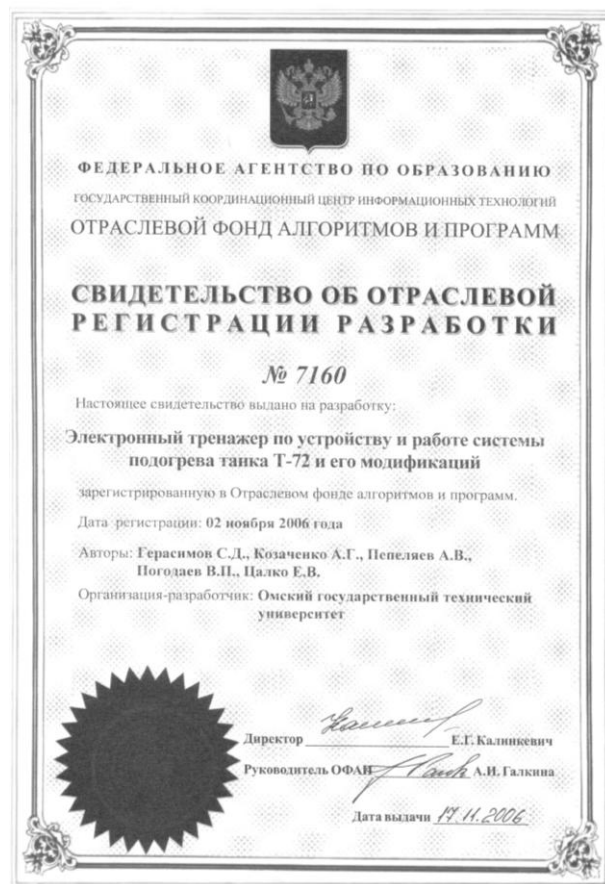 ФЕДЕРАЛЬНОЕ АГЕНТСТВО ПО ОБРАЗОВАНИЮ
ГОСУДАРСТВЕННЫЙ КООРДИНАЦИОННЫЙ ЦЕНТР ИНФОРМАЦИОННЫХ ТЕХНОЛОГИЙ
ОТРАСЛЕВОЙ ФОНД АЛГОРИТМОВ И ПРОГРАММ
СВИДЕТЕЛЬСТВО ОБ ОТРАСЛЕВОЙ
РЕГИСТРАЦИИ РАЗРАБОТКИ
№ 7160
Настоящее свидетельство выдано на разработку:
Электронный тренажер по устройству и работе системы
подогрева танка Т-72 и его модификаций
зарегистрированную в Отраслевом фонде алгоритмов и программ.
Дата регистрации: 02 ноября 2006 года
Авторы: Герасимов С.Д., Козаченко А.Г., Пепеляев А.В.,
Погодаев В.П., Цалко Е.В.
Организация-разработчик: Омский государственный технический
университет
Директор Е.Г. Калинкевич
Руководитель ОФАП А.И. Галкина
Дата выдачи 17.11.2006